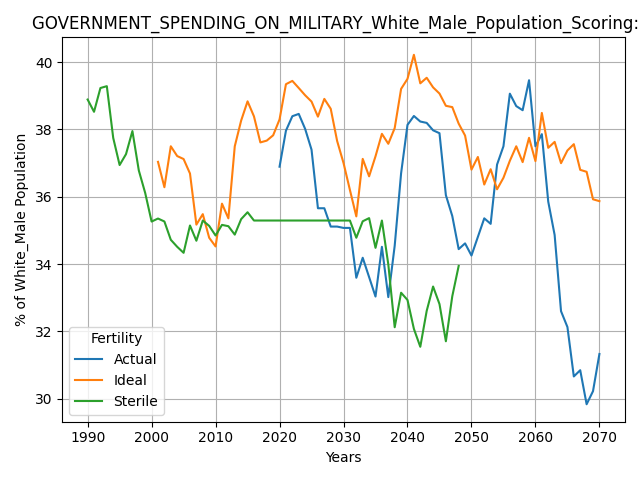 GOVERNMENT_SPENDING_ON_MILITARY_White_Male_Population_Scoring:
% of White_Male Population
40
38
36
34
32
30
Fertility
Actual
Ideal
Sterile
1990 2000 2010 2020 2030 2040 2050 2060 2070
Years